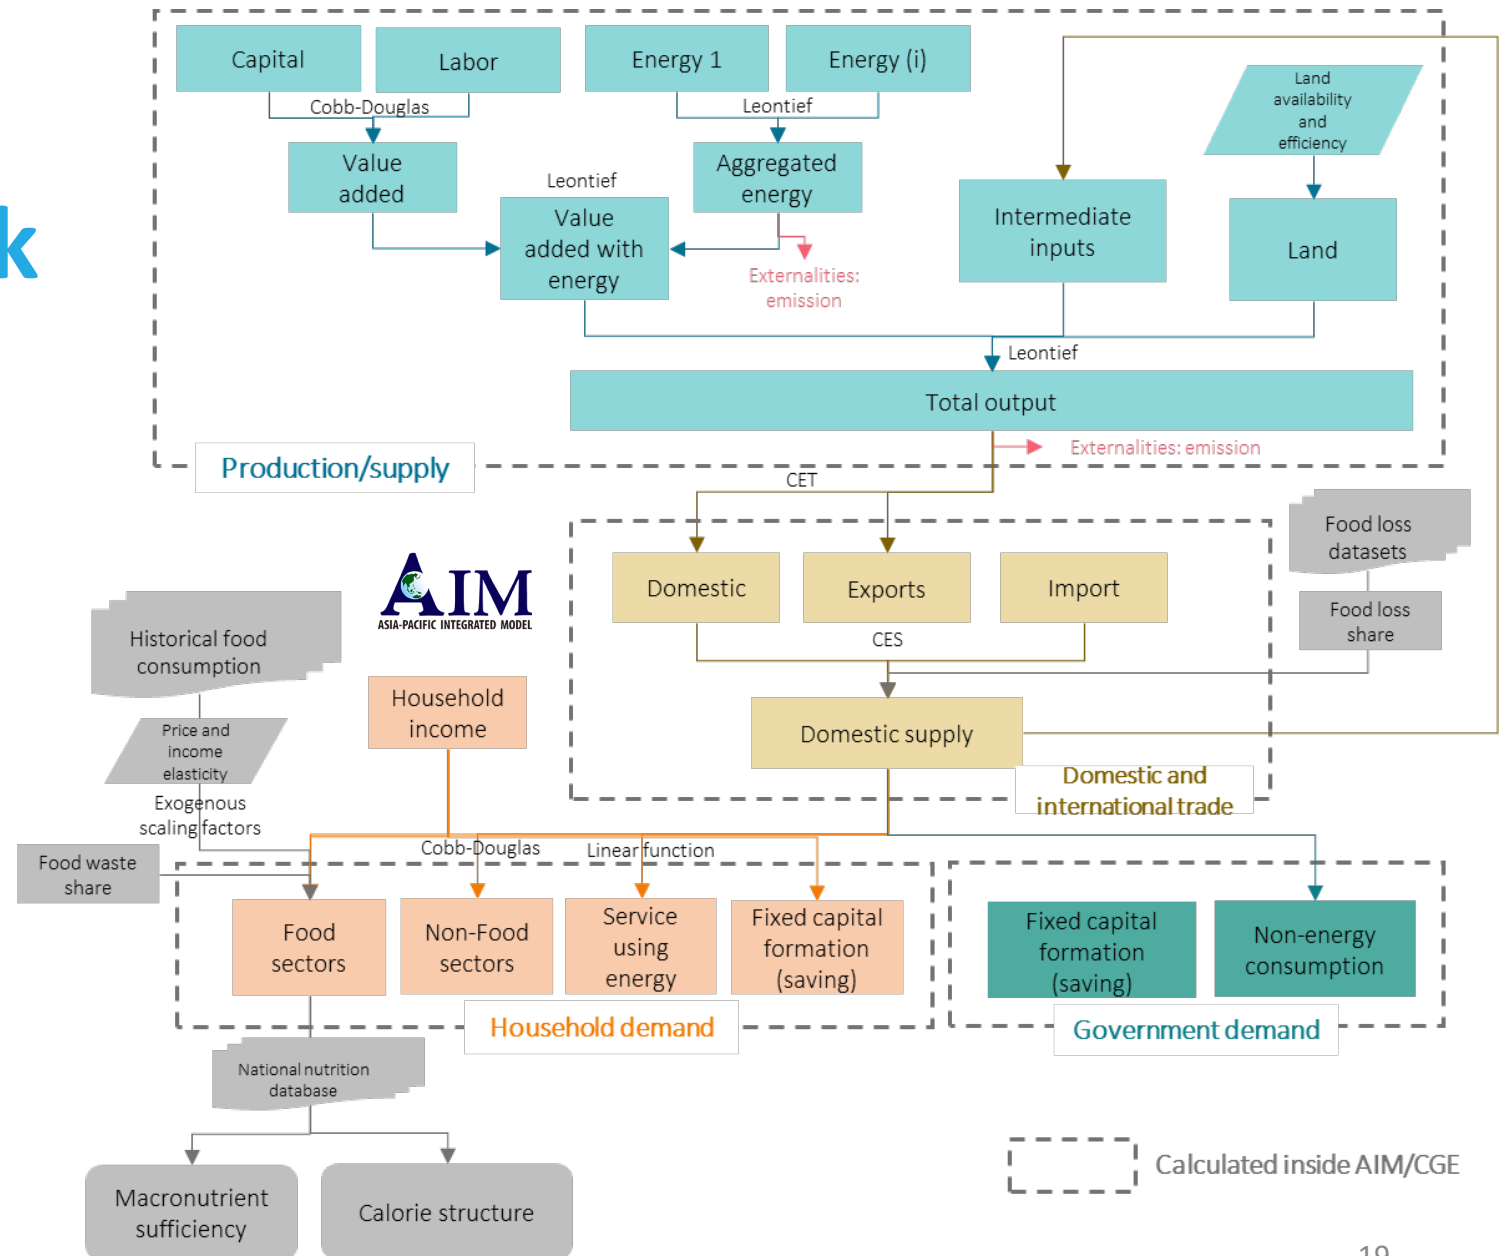 k
Capital
Labor
Energy 1
Energy (i)
Cobb-Douglas
Leontief
Land
availability
and
efficiency
Value
added
Leontief
Aggregated
energy
Value
added with
energy
Intermediate
inputs
Land
Externalities:
emission
Leontief
Total output
Externalities: emission
Production/supply
CET
Food loss
datasets
Domestic
Exports
Import
AIM
ASIA-PACIFIC INTEGRATED MODEL
Food loss
share
CES
Historical food
consumption
Household
income
Domestic supply
Price and
income
elasticity
Domestic and
international trade
Exogenous
scaling factors
Cobb-Douglas
Linear function
Food waste
share
Food
sectors
Non-Food
sectors
Service
using
energy
Fixed capital
formation
(saving)
Fixed capital
formation
(saving)
Non-energy
consumption
Household demand
Government demand
National nutrition
database
Calculated inside AIM/CGE
Macronutrient
sufficiency
Calorie structure
19